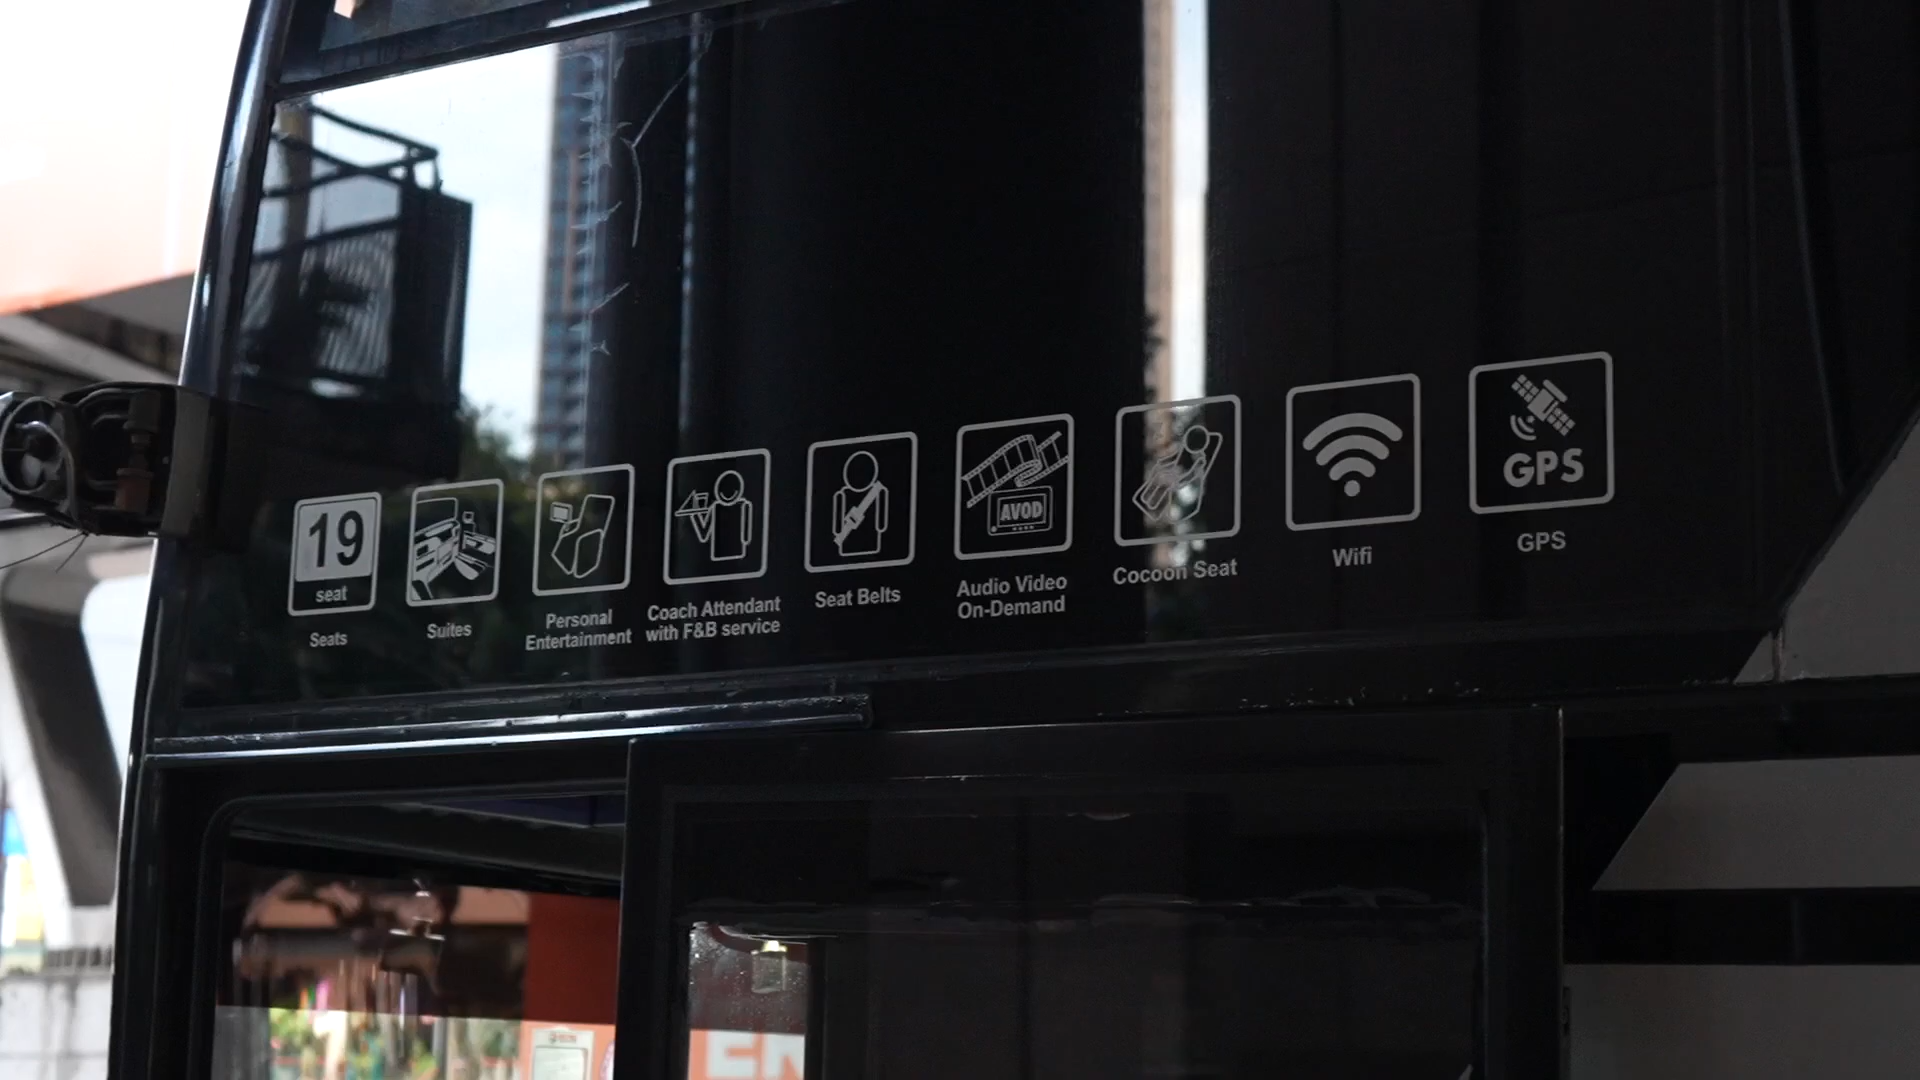 19
seat
Seats
Suites
Personal
Entertainment
Coach Attendant
with F&B service
Seat Belts
AVOD
Audio Video
On-Demand
Cocoon Seat
Wifi
GPS
GPS
EN